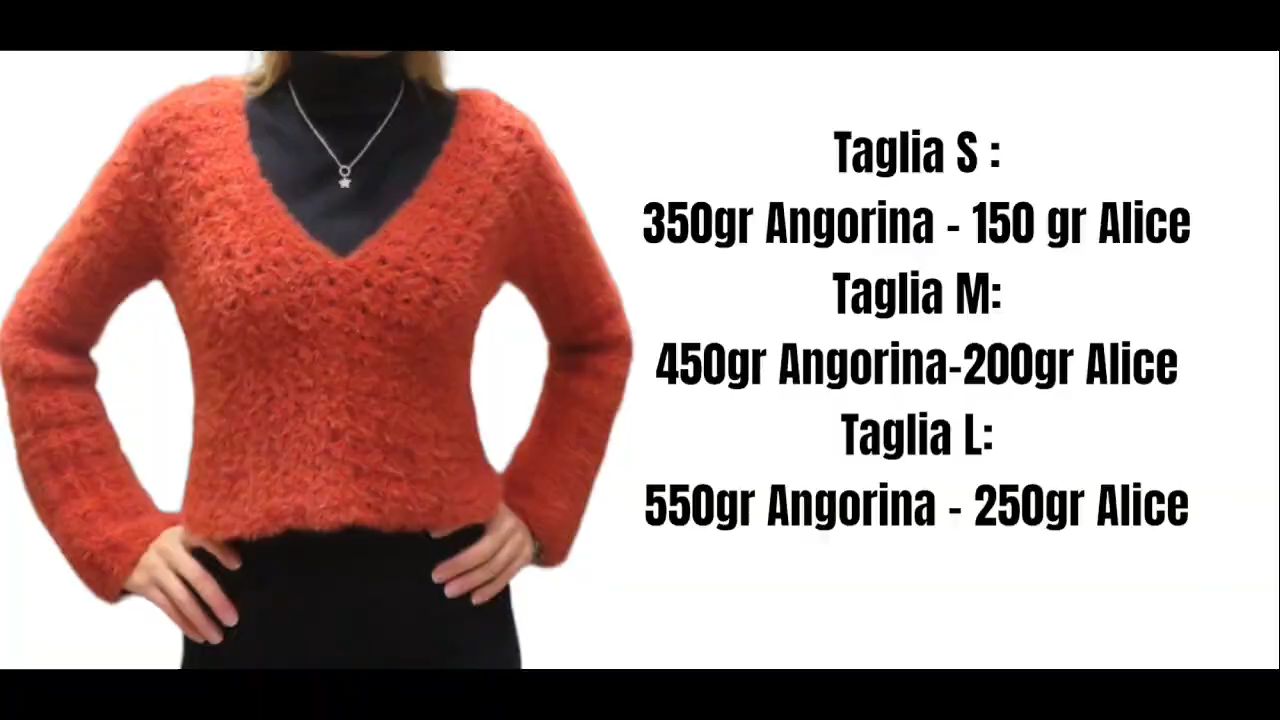 Taglia S :
350gr Angorina - 150 gr Alice
Taglia M:
450gr Angorina-200gr Alice
Taglia L:
550gr Angorina - 250gr Alice